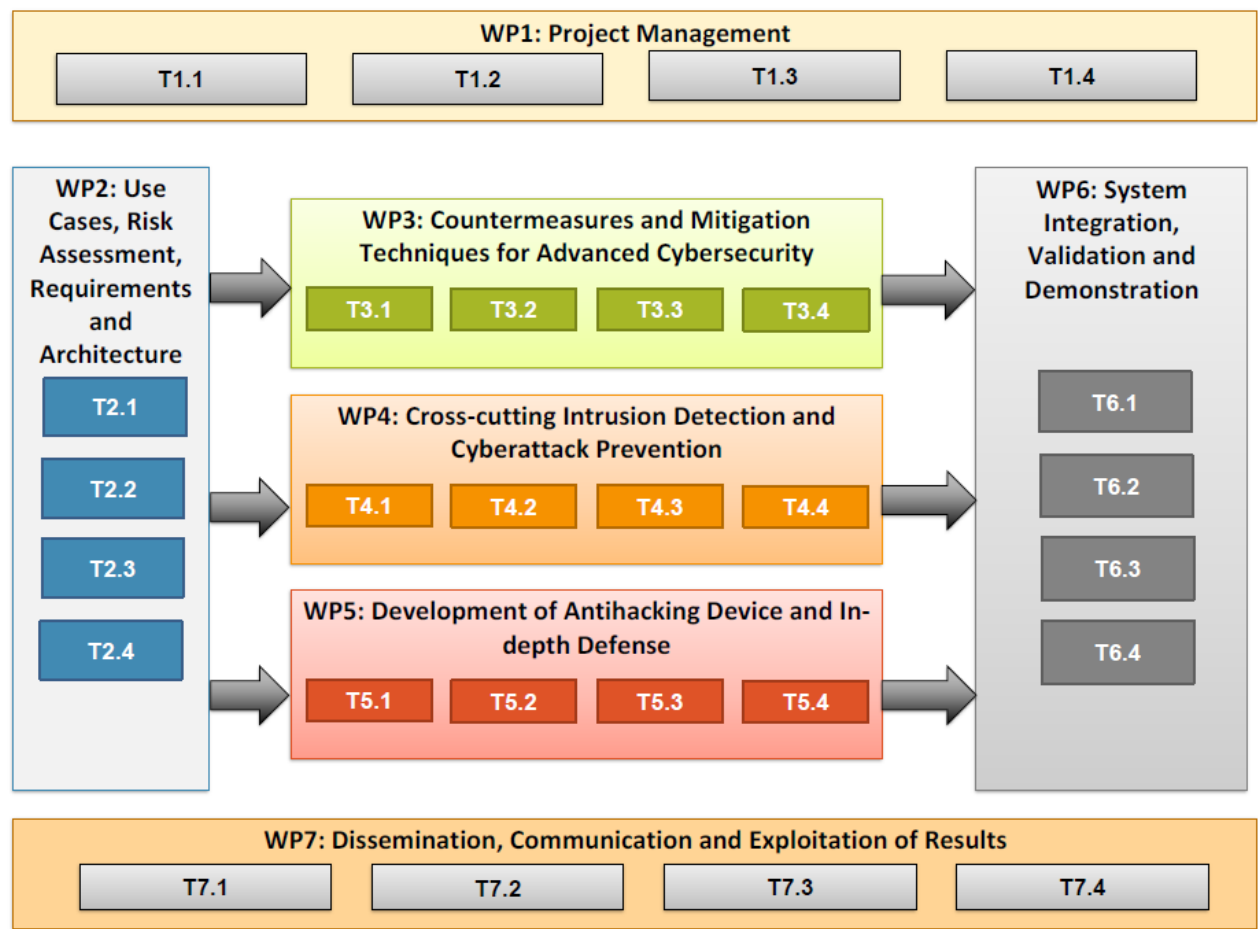 WP1: Project Management
T1.1
T1.2
T1.3
T1.4
WP2: Use
Cases, Risk
Assessment,
Requirements
and
Architecture
T2.1
T2.2
T2.3
T2.4
WP3: Countermeasures and Mitigation
Techniques for Advanced Cybersecurity
T3.1
T3.2
T3.3
T3.4
WP4: Cross-cutting Intrusion Detection and
Cyberattack Prevention
T4.1
T4.2
T4.3
T4.4
WP5: Development of Antihacking Device and In-
depth Defense
T5.1
T5.2
T5.3
T5.4
WP6: System
Integration,
Validation and
Demonstration
T6.1
T6.2
T6.3
T6.4
WP7: Dissemination, Communication and Exploitation of Results
T7.1
T7.2
T7.3
T7.4